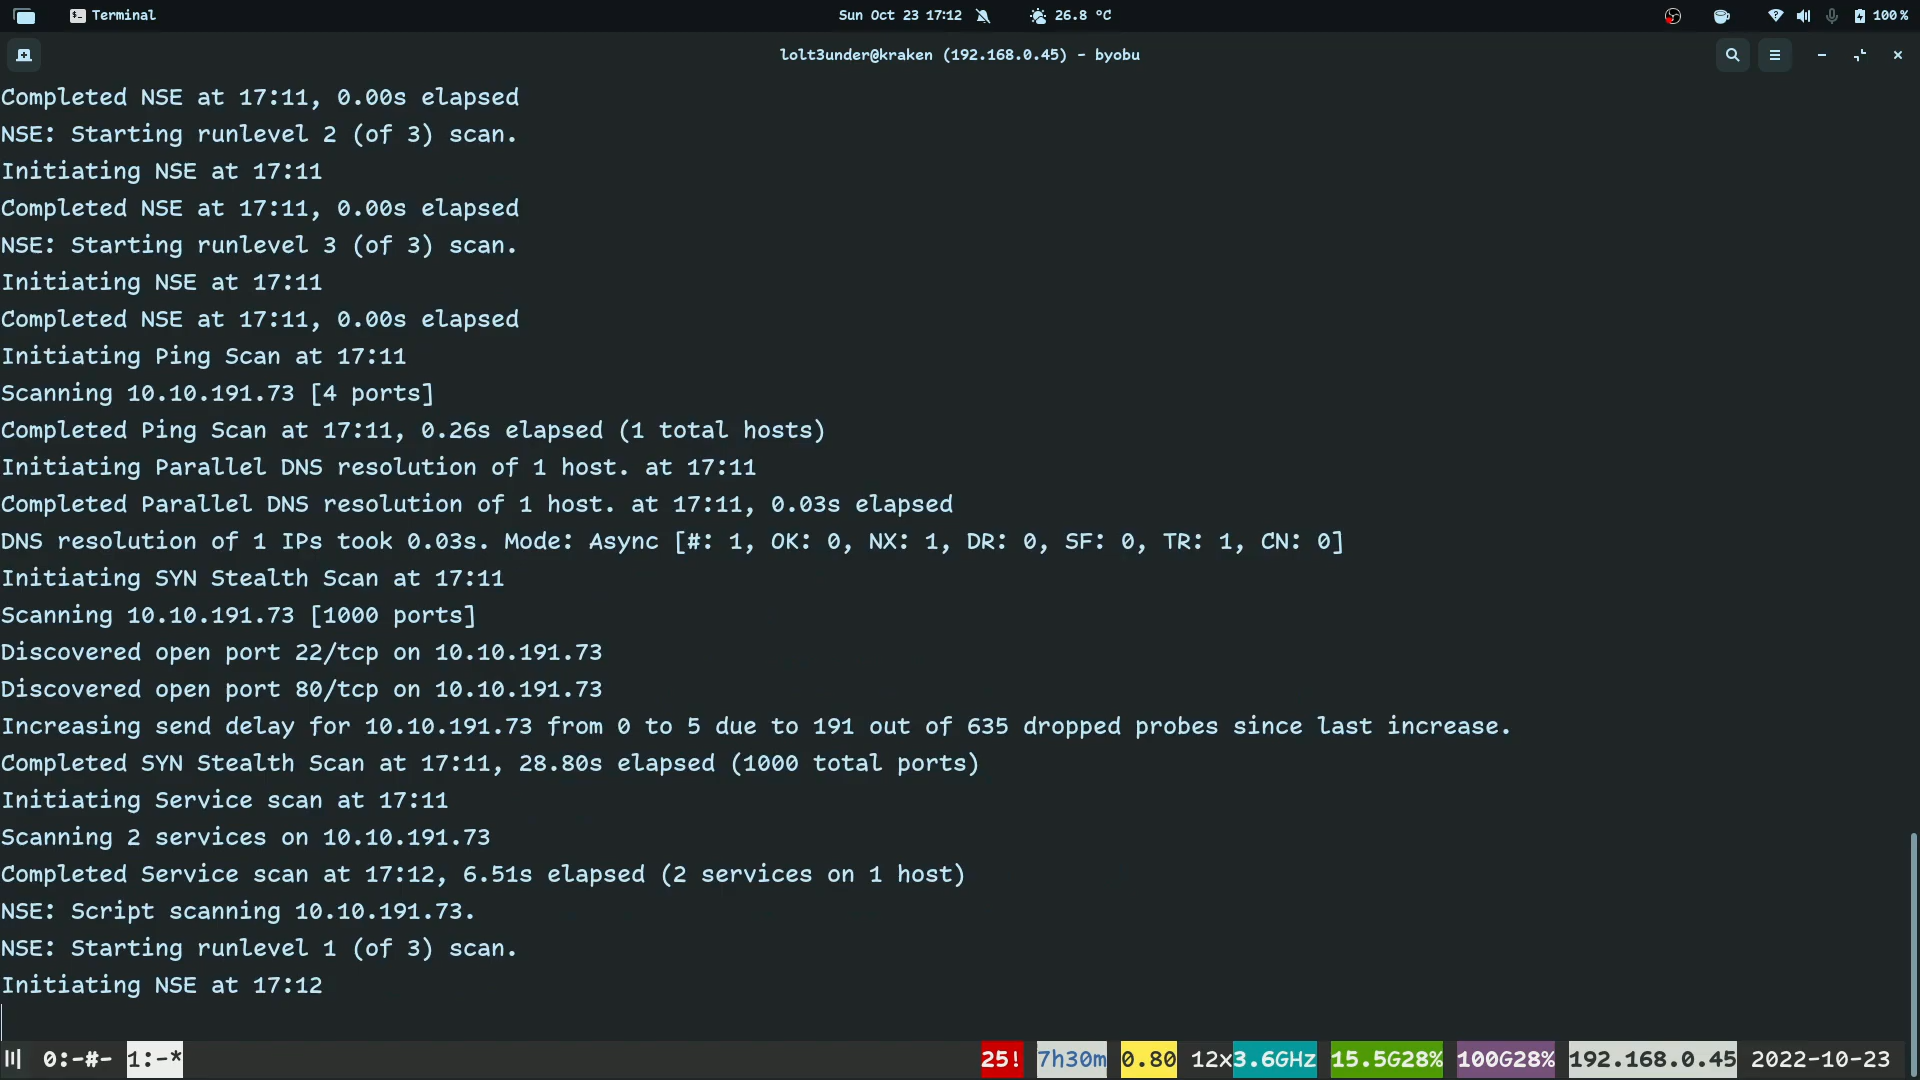 Terminal
Sun Oct 23 17:12
26.8 °C
100%
lolt3under@kraken (192.168.0.45) - byobu
Completed NSE at 17:11, 0.00s elapsed
NSE: Starting runlevel 2 (of 3) scan.
Initiating NSE at 17:11
Completed NSE at 17:11, 0.00s elapsed
NSE: Starting runlevel 3 (of 3) scan.
Initiating NSE at 17:11
Completed NSE at 17:11, 0.00s elapsed
Initiating Ping Scan at 17:11
Scanning 10.10.191.73 [4 ports]
Completed Ping Scan at 17:11, 0.26s elapsed (1 total hosts)
Initiating Parallel DNS resolution of 1 host. at 17:11
Completed Parallel DNS resolution of 1 host. at 17:11, 0.03s elapsed
DNS resolution of 1 IPs took 0.03s. Mode: Async [#: 1, OK: 0, NX: 1, DR: 0, SF: 0, TR: 1, CN: 0]
Initiating SYN Stealth Scan at 17:11
Scanning 10.10.191.73 [1000 ports]
Discovered open port 22/tcp on 10.10.191.73
Discovered open port 80/tcp on 10.10.191.73
Increasing send delay for 10.10.191.73 from 0 to 5 due to 191 out of 635 dropped probes since last increase.
Completed SYN Stealth Scan at 17:11, 28.80s elapsed (1000 total ports)
Initiating Service scan at 17:11
Scanning 2 services on 10.10.191.73
Completed Service scan at 17:12, 6.51s elapsed (2 services on 1 host)
NSE: Script scanning 10.10.191.73.
NSE: Starting runlevel 1 (of 3) scan.
Initiating NSE at 17:12
0:-#- 1:-* 25! 7h30m 0.80 12x3.6GHz 15.5G28% 100G28% 192.168.0.45 2022-10-23